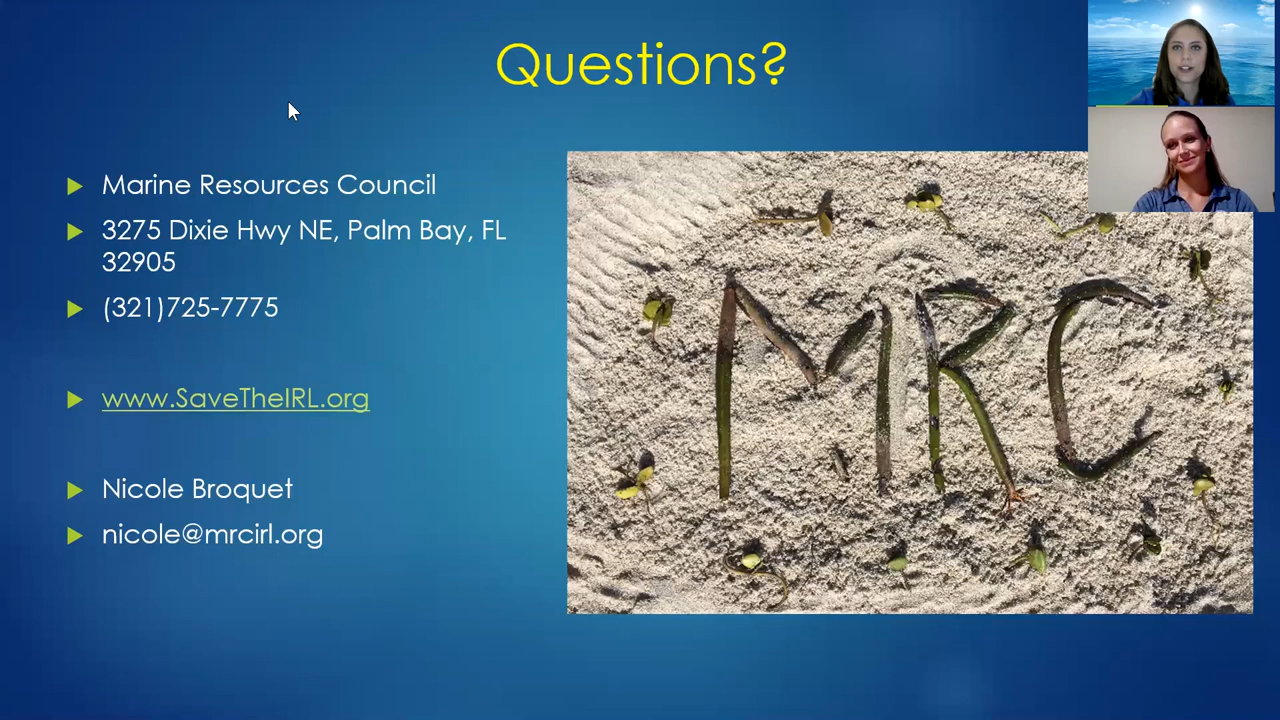 Questions?
Marine Resources Council
3275 Dixie Hwy NE, Palm Bay, FL
32905
(321)725-7775
www.SaveTheIRL.org
Nicole Broquet
nicole@mrcirl.org
MRC